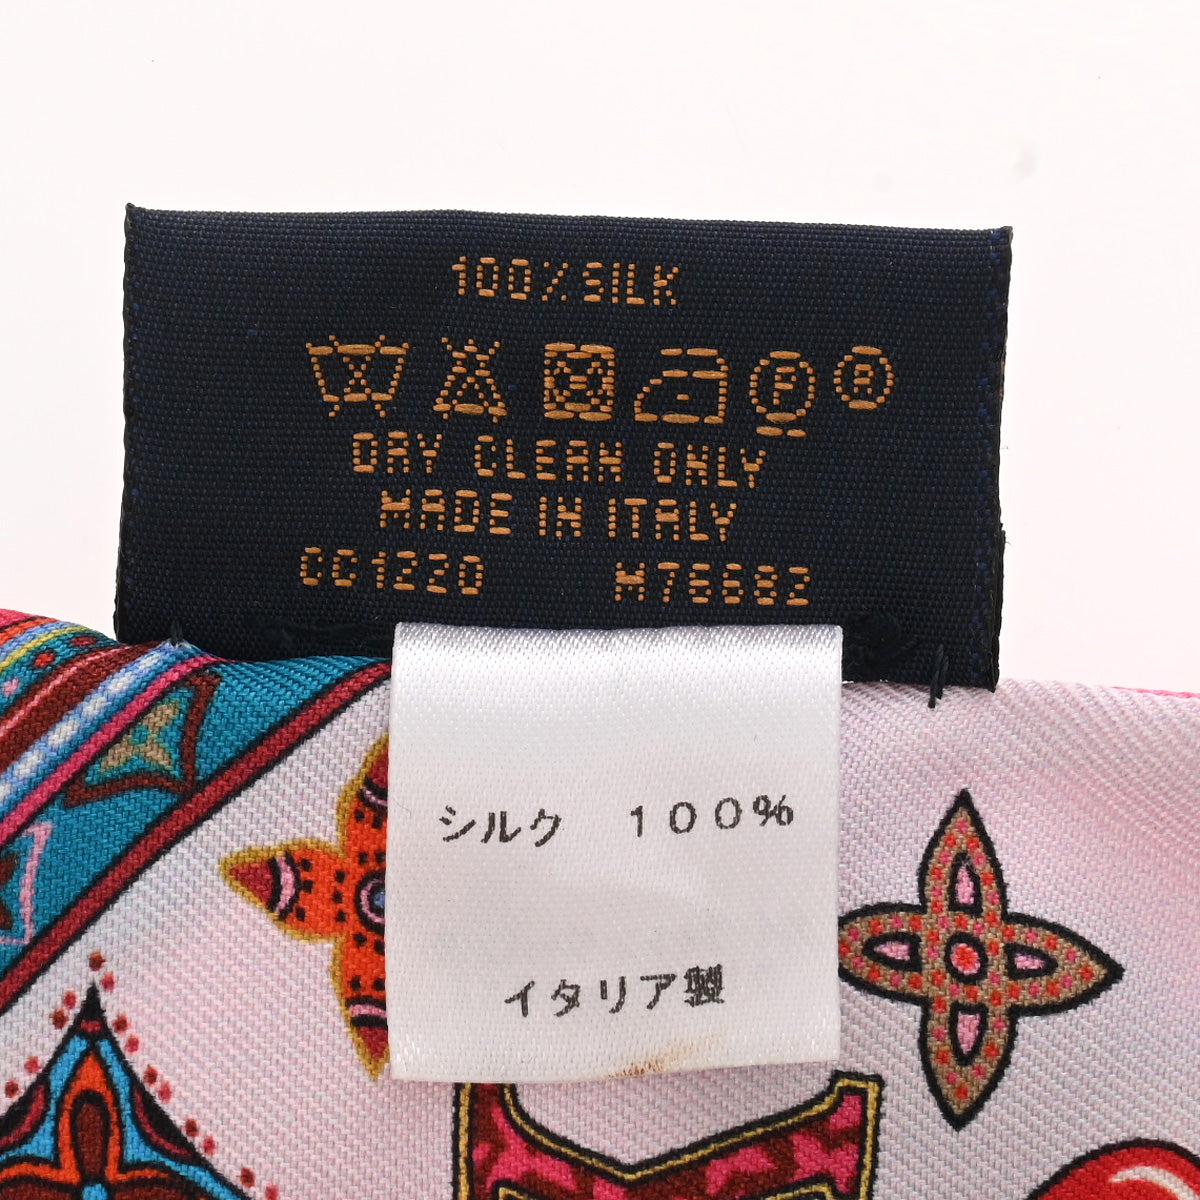 100% SILK
P R
DRY CLEAN ONLY
MADE IN ITALY
CC1220 M76682
シルク 100%
イタリア製